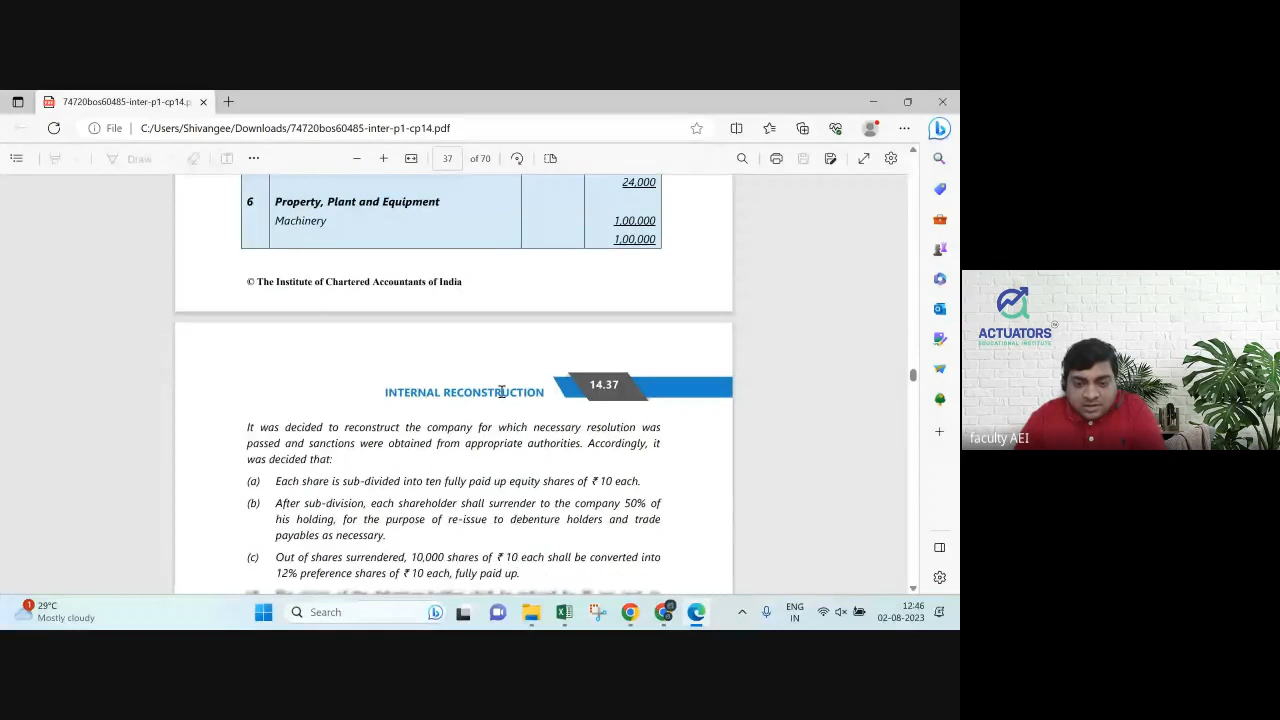 74720bos60485-inter-p1-cp14.p
File
C:/Users/Shivangee/Downloads/74720bos60485-inter-p1-cp14.pdf
Draw
37 of 70
24,000
6 Property, Plant and Equipment
Machinery 1,00,000
1,00,000
© The Institute of Chartered Accountants of India
INTERNAL RECONSTRUCTION 14.37
It was decided to reconstruct the company for which necessary resolution was
passed and sanctions were obtained from appropriate authorities. Accordingly, it
was decided that:
(a) Each share is sub-divided into ten fully paid up equity shares of ₹ 10 each.
(b) After sub-division, each shareholder shall surrender to the company 50% of
his holding, for the purpose of re-issue to debenture holders and trade
payables as necessary.
(c) Out of shares surrendered, 10,000 shares of ₹ 10 each shall be converted into
12% preference shares of ₹ 10 each, fully paid up.
ACTUATORS
EDUCATIONAL INSTITUTE
faculty AEI
1
29°C
Mostly cloudy
Search
ENG
IN
12:46
02-08-2023